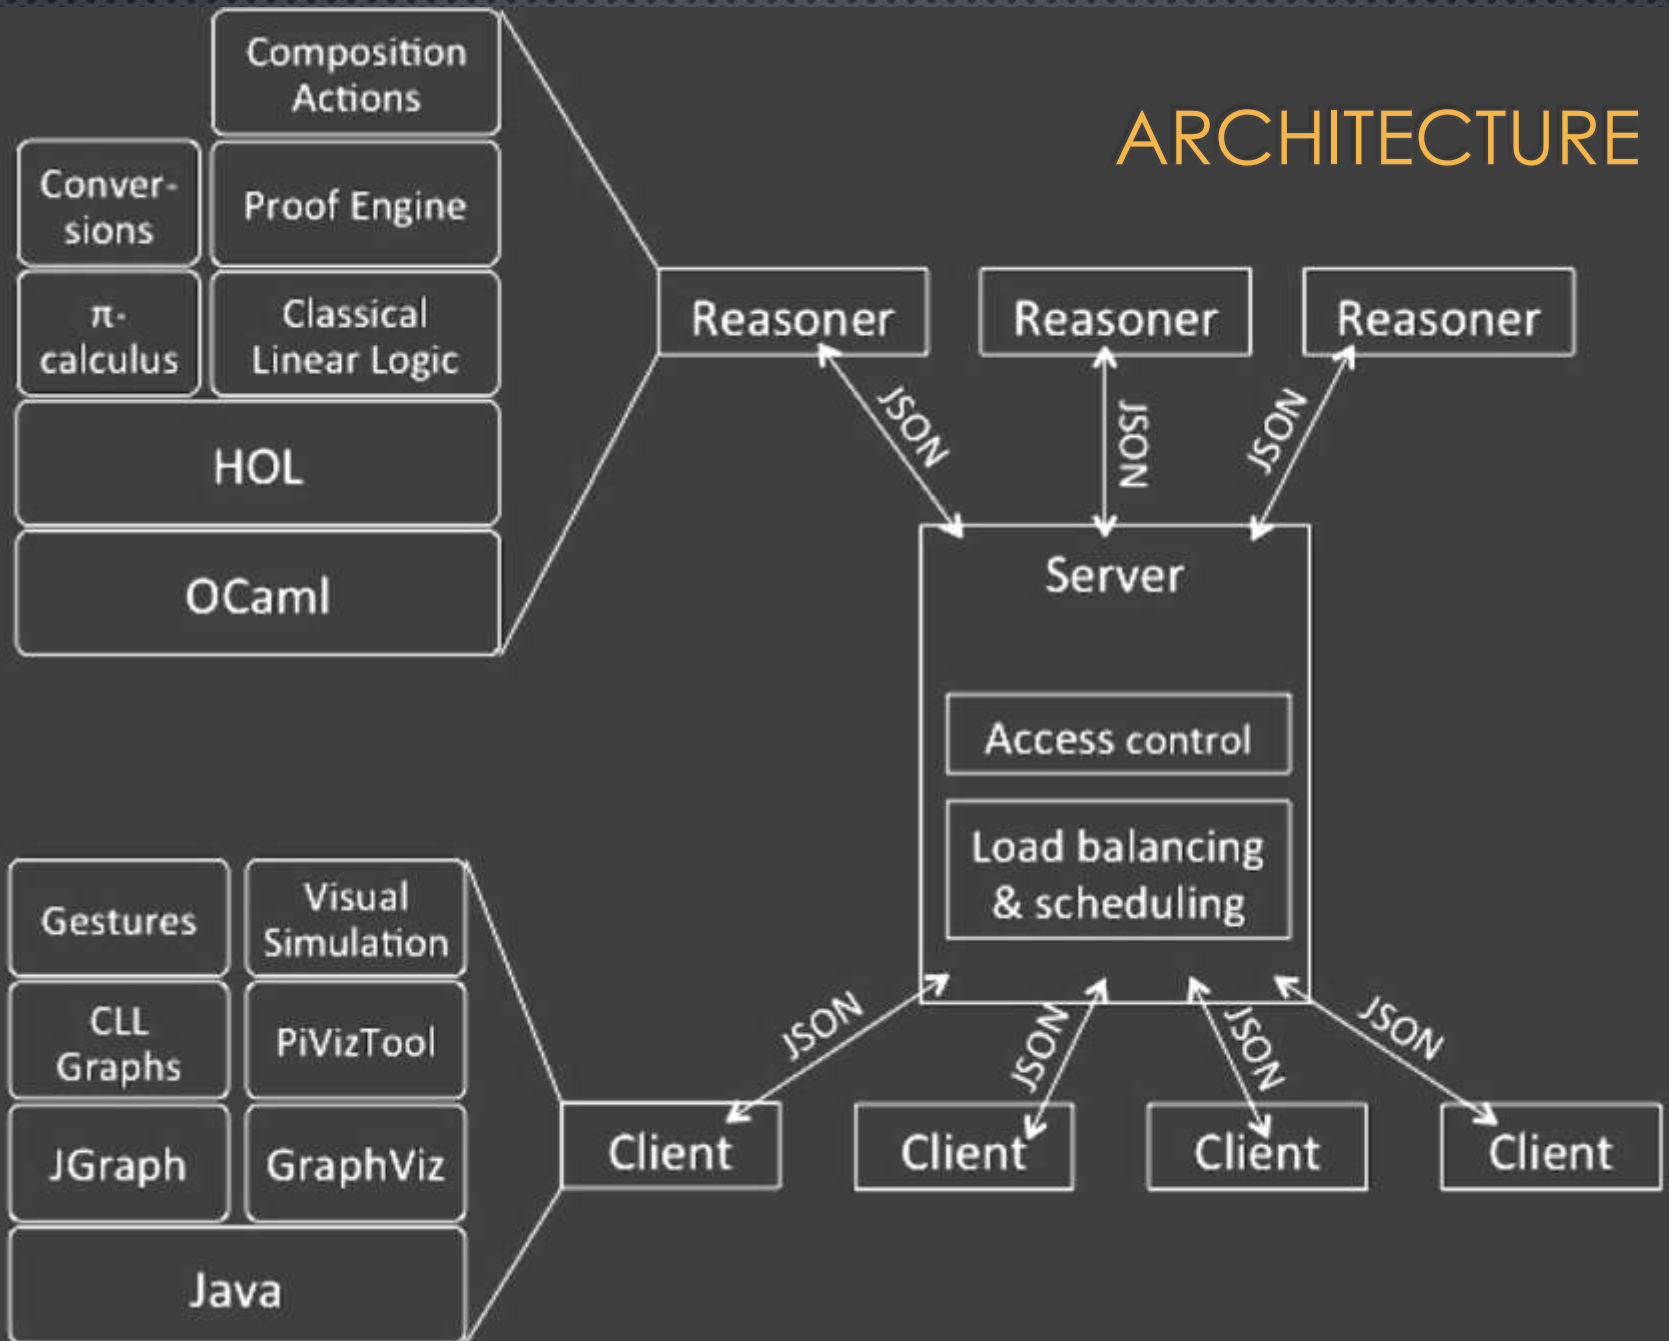 ARCHITECTURE
Composition
Actions
Conver-
sions
Proof Engine
π-
calculus
Classical
Linear Logic
HOL
OCaml
Reasoner
Reasoner
Reasoner
JSON
JSON
JSON
Server
Access control
Load balancing
& scheduling
JSON
JSON
JSON
JSON
Client
Client
Client
Client
Gestures
Visual
Simulation
CLL
Graphs
PiVizTool
JGraph
GraphViz
Java